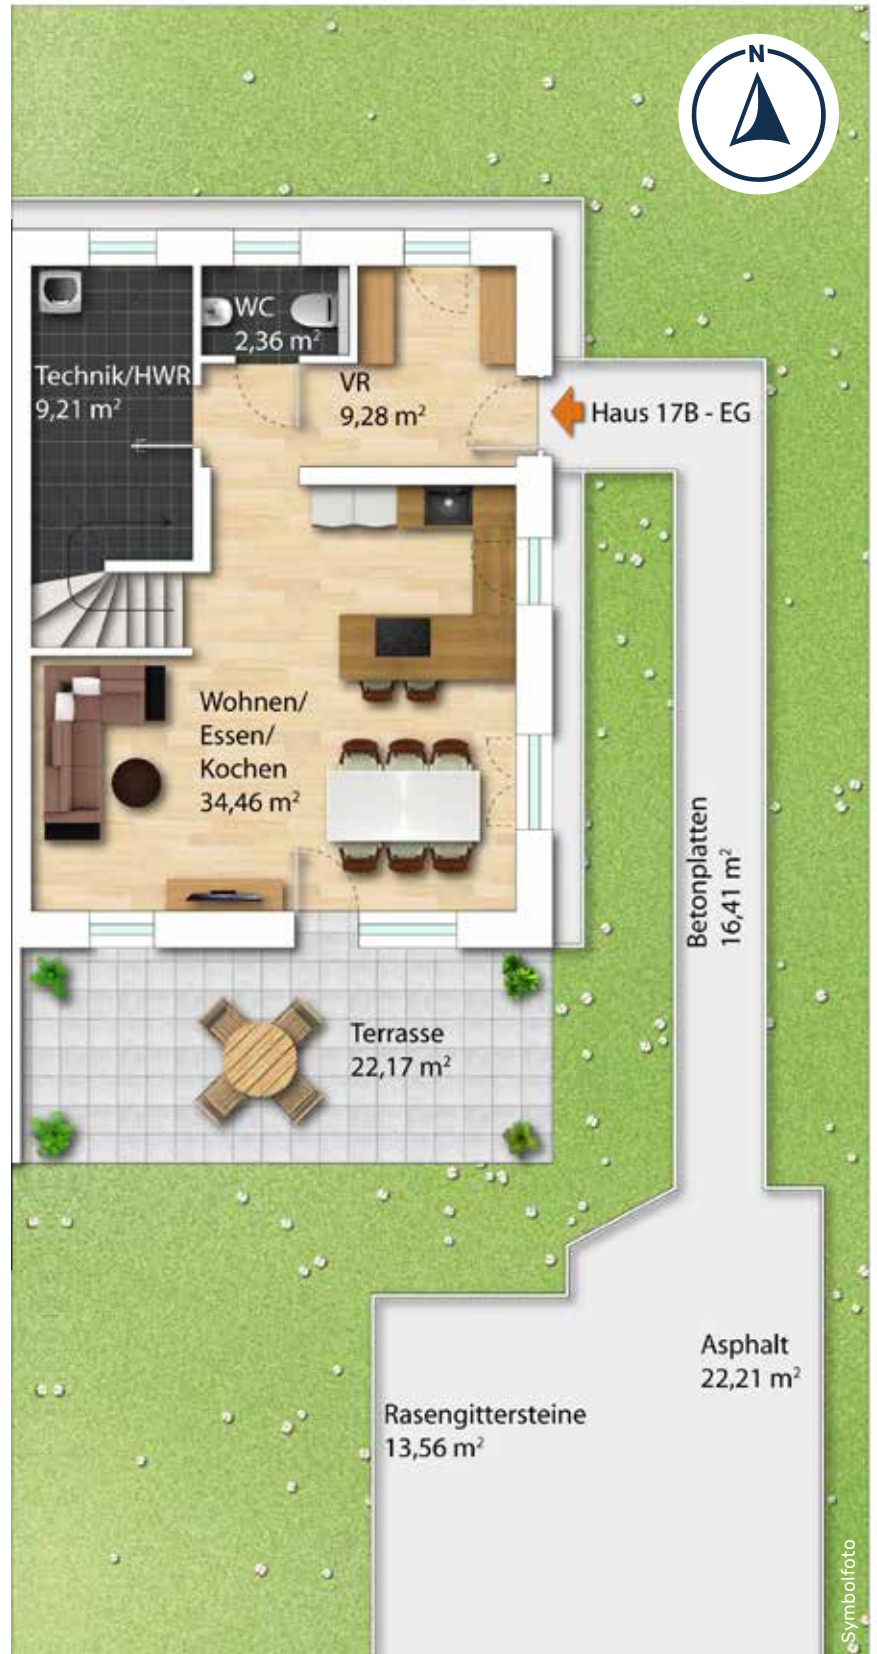 N
WC
2,36 m²
Technik/HWR
9,21 m²
VR
9,28 m²
Haus 17B - EG
Wohnen/
Essen/
Kochen
34,46 m²
Betonplatten
16,41 m²
Terrasse
22,17 m²
Asphalt
22,21 m²
Rasengittersteine
13,56 m²
Symbolfoto